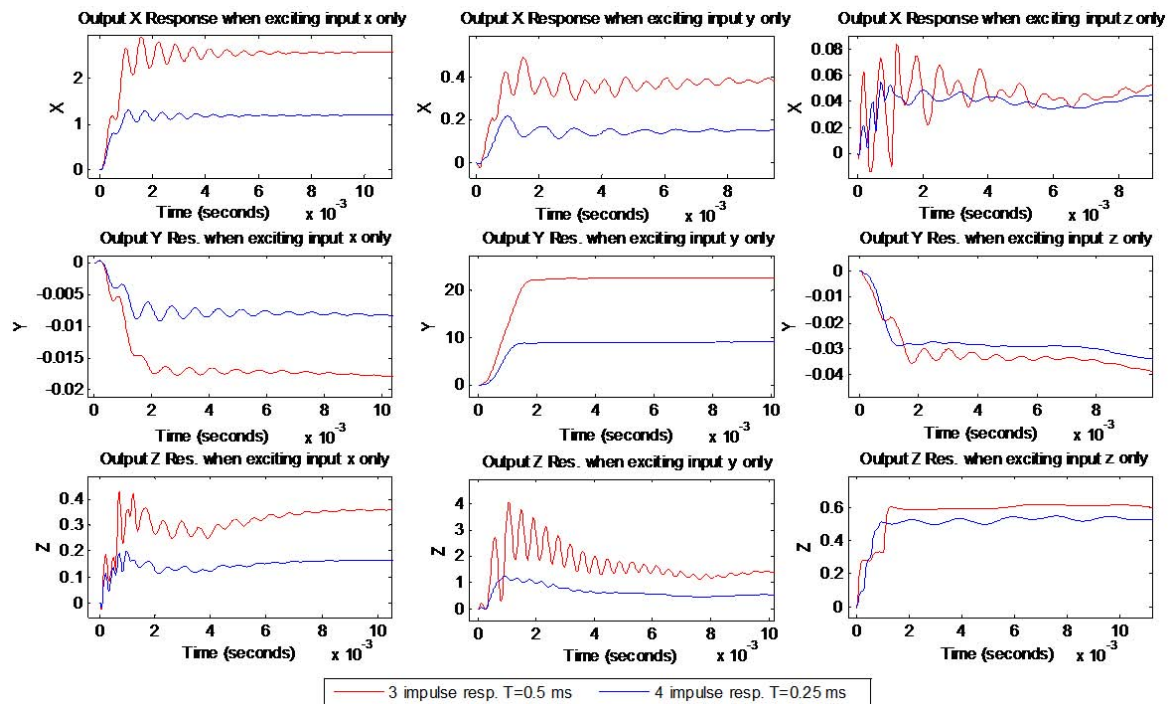 Output X Response when exciting input x only
Output X Response when exciting input y only
Output X Response when exciting input z only
X
2
1
0
0 2 4 6 8 10
Time (seconds) x 10⁻³
X
0.4
0.2
0
0 2 4 6 8
Time (seconds) x 10⁻³
X
0.08
0.06
0.04
0.02
0
0 2 4 6 8
Time (seconds) x 10⁻³
Output Y Res. when exciting input x only
Output Y Res. when exciting input y only
Output Y Res. when exciting input z only
Y
0
-0.005
-0.01
-0.015
-0.02
0 2 4 6 8 10
Time (seconds) x 10⁻³
Y
20
10
0
0 2 4 6 8 10
Time (seconds) x 10⁻³
Y
0
-0.01
-0.02
-0.03
-0.04
0 2 4 6 8
Time (seconds) x 10⁻³
Output Z Res. when exciting input x only
Output Z Res. when exciting input y only
Output Z Res. when exciting input z only
Z
0.4
0.3
0.2
0.1
0
0 2 4 6 8 10
Time (seconds) x 10⁻³
Z
4
3
2
1
0
0 2 4 6 8 10
Time (seconds) x 10⁻³
Z
0.6
0.4
0.2
0
0 2 4 6 8 10
Time (seconds) x 10⁻³
3 impulse resp. T=0.5 ms 4 impulse resp. T=0.25 ms